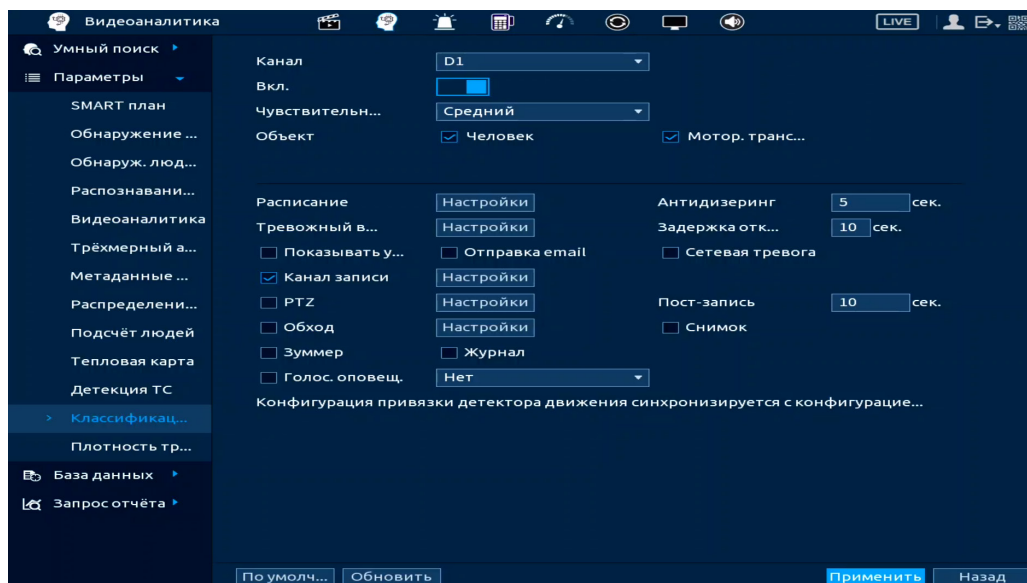 Видеоаналитика
LIVE
Умный поиск
Параметры
SMART план
Обнаружение ...
Обнаруж. люд...
Распознавани...
Видеоаналитика
Трёхмерный а...
Метаданные ...
Распределени...
Подсчёт людей
Тепловая карта
Детекция ТС
> Классификац...
Плотность тр...
База данных
Запрос отчёта
Канал D1
Вкл.
Чувствительн... Средний
Объект Человек Мотор. транс...
Расписание Настройки Антидизеринг 5 сек.
Тревожный в... Настройки Задержка отк... 10 сек.
Показывать у... Отправка email Сетевая тревога
Канал записи Настройки
PTZ Настройки Пост-запись 10 сек.
Обход Настройки Снимок
Зуммер Журнал
Голос. оповещ. Нет
Конфигурация привязки детектора движения синхронизируется с конфигурацие...
По умолч... Обновить Применить Назад